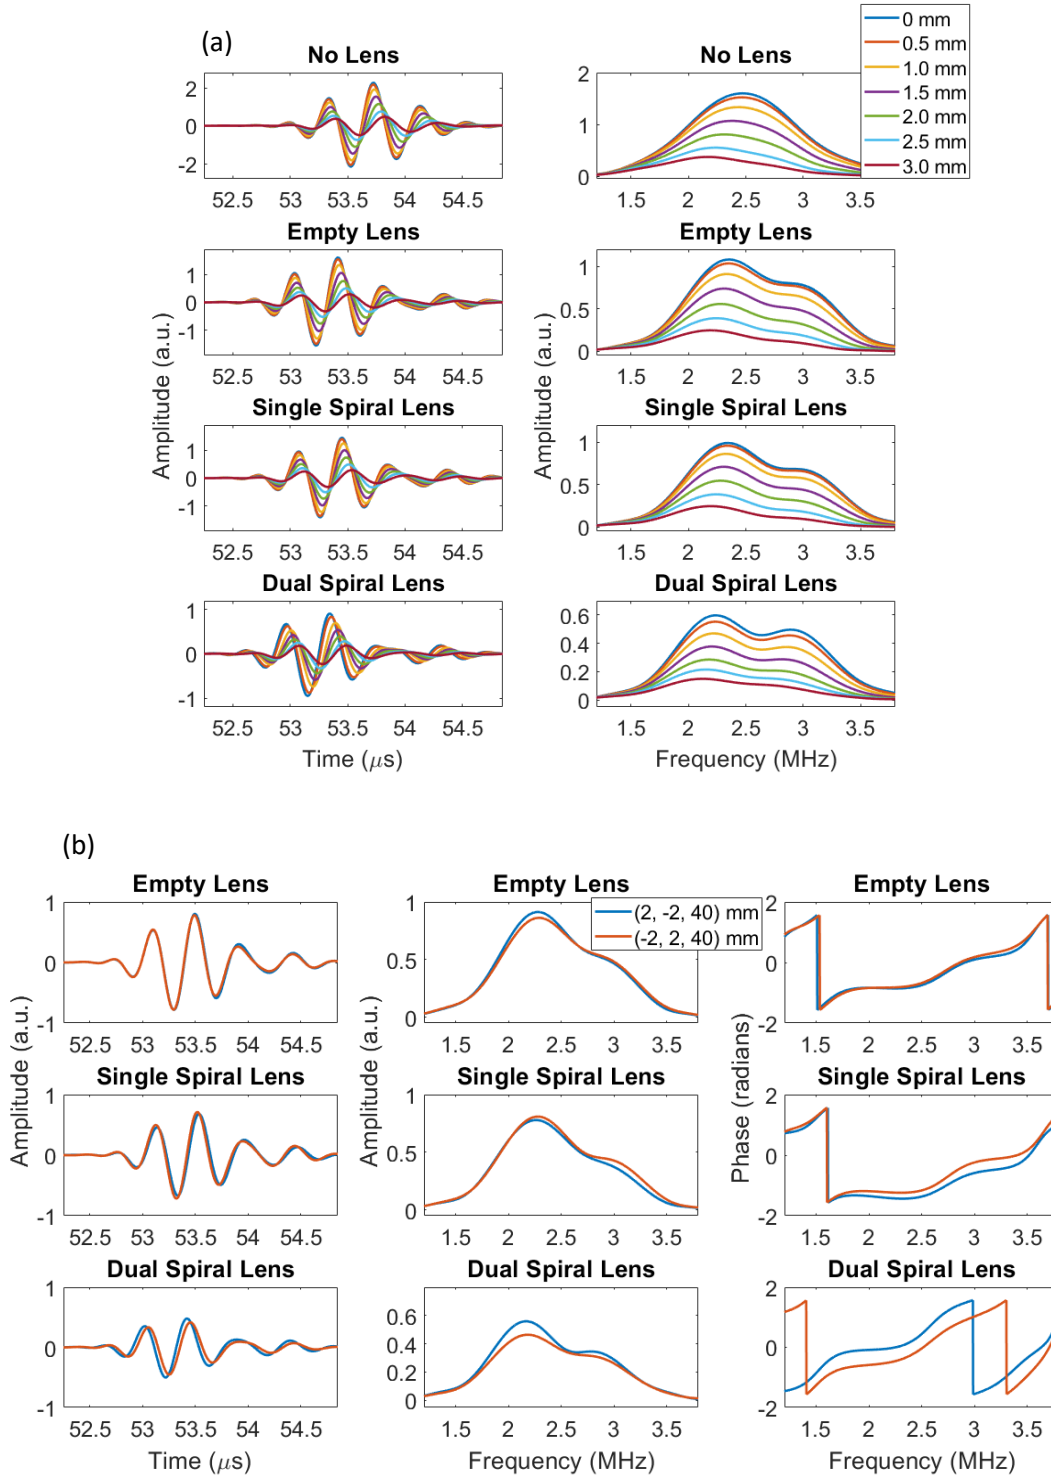 (a)
No Lens
No Lens
0 mm
0.5 mm
1.0 mm
1.5 mm
2.0 mm
2.5 mm
3.0 mm
2
0
-2
52.5 53 53.5 54 54.5
2
1
0
1.5 2 2.5 3 3.5
Empty Lens
Empty Lens
1
0
-1
52.5 53 53.5 54 54.5
1
0.5
0
1.5 2 2.5 3 3.5
Single Spiral Lens
Single Spiral Lens
1
0
-1
52.5 53 53.5 54 54.5
1
0.5
0
1.5 2 2.5 3 3.5
Dual Spiral Lens
Dual Spiral Lens
1
0
-1
52.5 53 53.5 54 54.5
0.6
0.4
0.2
0
1.5 2 2.5 3 3.5
Amplitude (a.u.)
Amplitude (a.u.)
Time (μs)
Frequency (MHz)
(b)
Empty Lens
Empty Lens
Empty Lens
(2, -2, 40) mm
(-2, 2, 40) mm
1
0
-1
52.5 53 53.5 54 54.5
1
0.5
0
1.5 2 2.5 3 3.5
2
0
-2
1.5 2 2.5 3 3.5
Single Spiral Lens
Single Spiral Lens
Single Spiral Lens
1
0
-1
52.5 53 53.5 54 54.5
1
0.5
0
1.5 2 2.5 3 3.5
2
0
-2
1.5 2 2.5 3 3.5
Dual Spiral Lens
Dual Spiral Lens
Dual Spiral Lens
1
0
-1
52.5 53 53.5 54 54.5
0.6
0.4
0.2
0
1.5 2 2.5 3 3.5
2
0
-2
1.5 2 2.5 3 3.5
Amplitude (a.u.)
Amplitude (a.u.)
Phase (radians)
Time (μs)
Frequency (MHz)
Frequency (MHz)